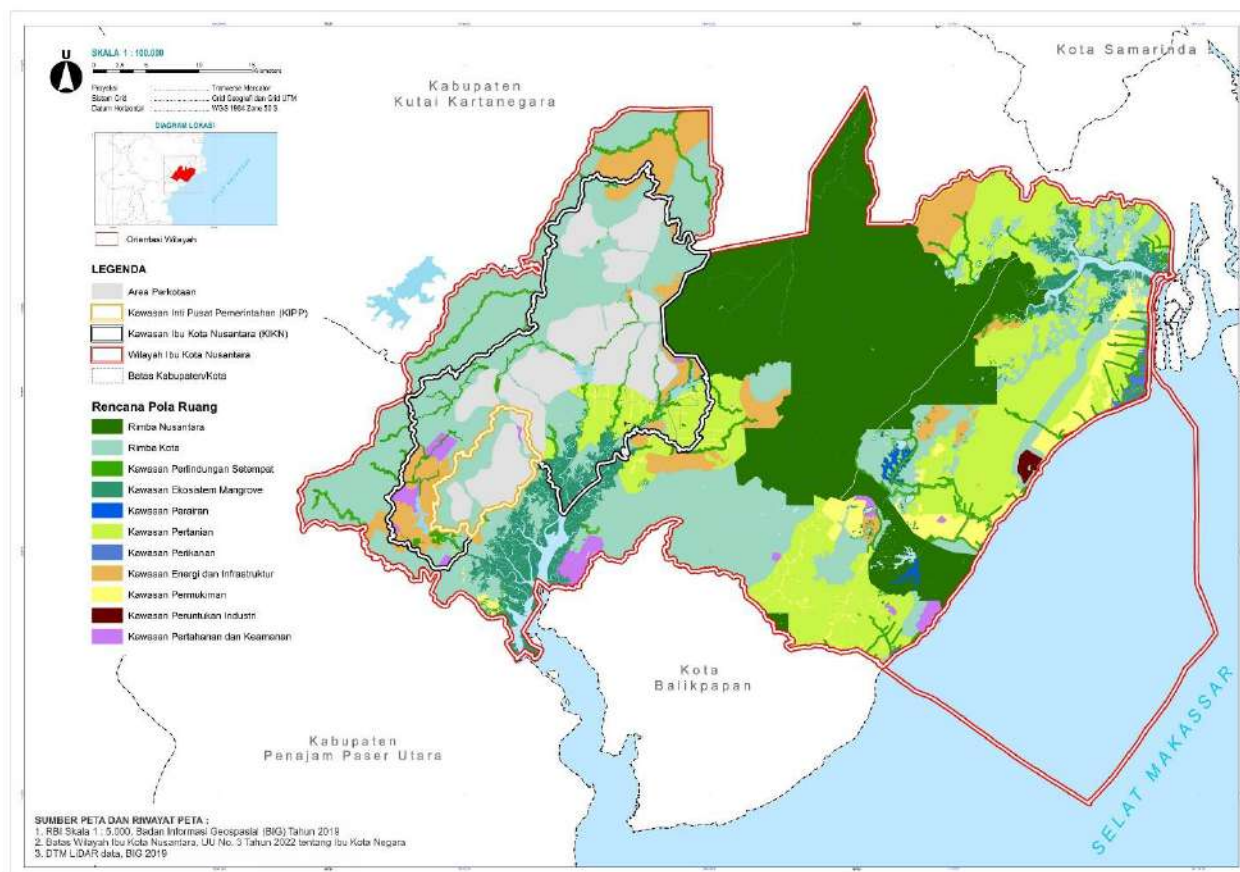 U
SKALA 1 : 100.000
Proyeksi : Tranverse Mercator
Sistem Grid : Grid Geografi dan Grid UTM
Datum Horizontal : WGS 1984 Zone 50 S
DIAGRAM LOKASI
Orientasi Wilayah
LEGENDA
Area Perkotaan
Kawasan Inti Pusat Pemerintahan (KIPP)
Kawasan Ibu Kota Nusantara (KIKN)
Wilayah Ibu Kota Nusantara
Batas Kabupaten/Kota
Rencana Pola Ruang
Rimba Nusantara
Rimba Kota
Kawasan Perlindungan Setempat
Kawasan Ekosistem Mangrove
Kawasan Perairan
Kawasan Pertanian
Kawasan Perikanan
Kawasan Energi dan Infrastruktur
Kawasan Permukiman
Kawasan Peruntukan Industri
Kawasan Pertahanan dan Keamanan
Kabupaten
Kutai Kartanegara
Kota Samarinda
Kota
Balikpapan
Kabupaten
Penajam Paser Utara
SELAT MAKASSAR
SUMBER PETA DAN RIWAYAT PETA :
1. RBI Skala 1 : 5.000, Badan Informasi Geospasial (BIG) Tahun 2019
2. Batas Wilayah Ibu Kota Nusantara, UU No. 3 Tahun 2022 tentang Ibu Kota Negara
3. DTM LiDAR data, BIG 2019